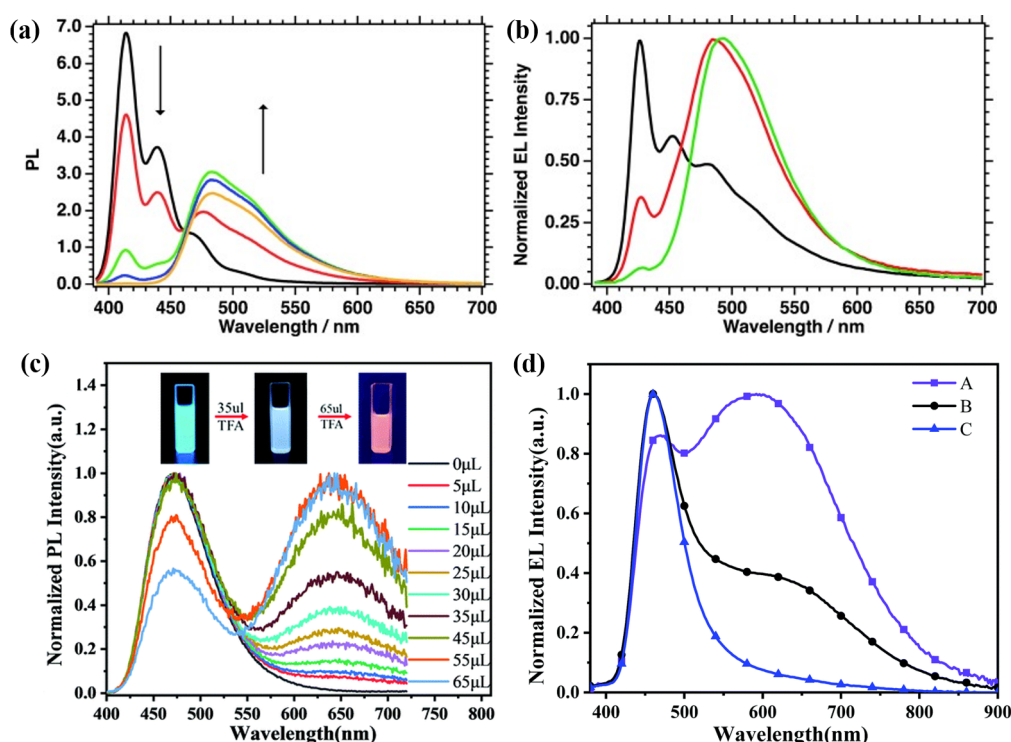 (a)
7.0
6.0
5.0
4.0
3.0
2.0
1.0
0.0
PL
400
450
500
550
600
650
700
Wavelength / nm
(b)
1.00
0.75
0.50
0.25
0.00
Normalized EL Intensity
400
500
600
700
Wavelength / nm
(c)
1.4
1.2
1.0
0.8
0.6
0.4
0.2
0.0
Normalized PL Intensity(a.u.)
35ul
TFA
65ul
TFA
0μL
5μL
10μL
15μL
20μL
25μL
30μL
35μL
45μL
55μL
65μL
400 450 500 550 600 650 700 750 800
Wavelength(nm)
(d)
1.0
0.8
0.6
0.4
0.2
0.0
Normalized EL Intensity(a.u.)
A
B
C
400 500 600 700 800 900
Wavelength(nm)